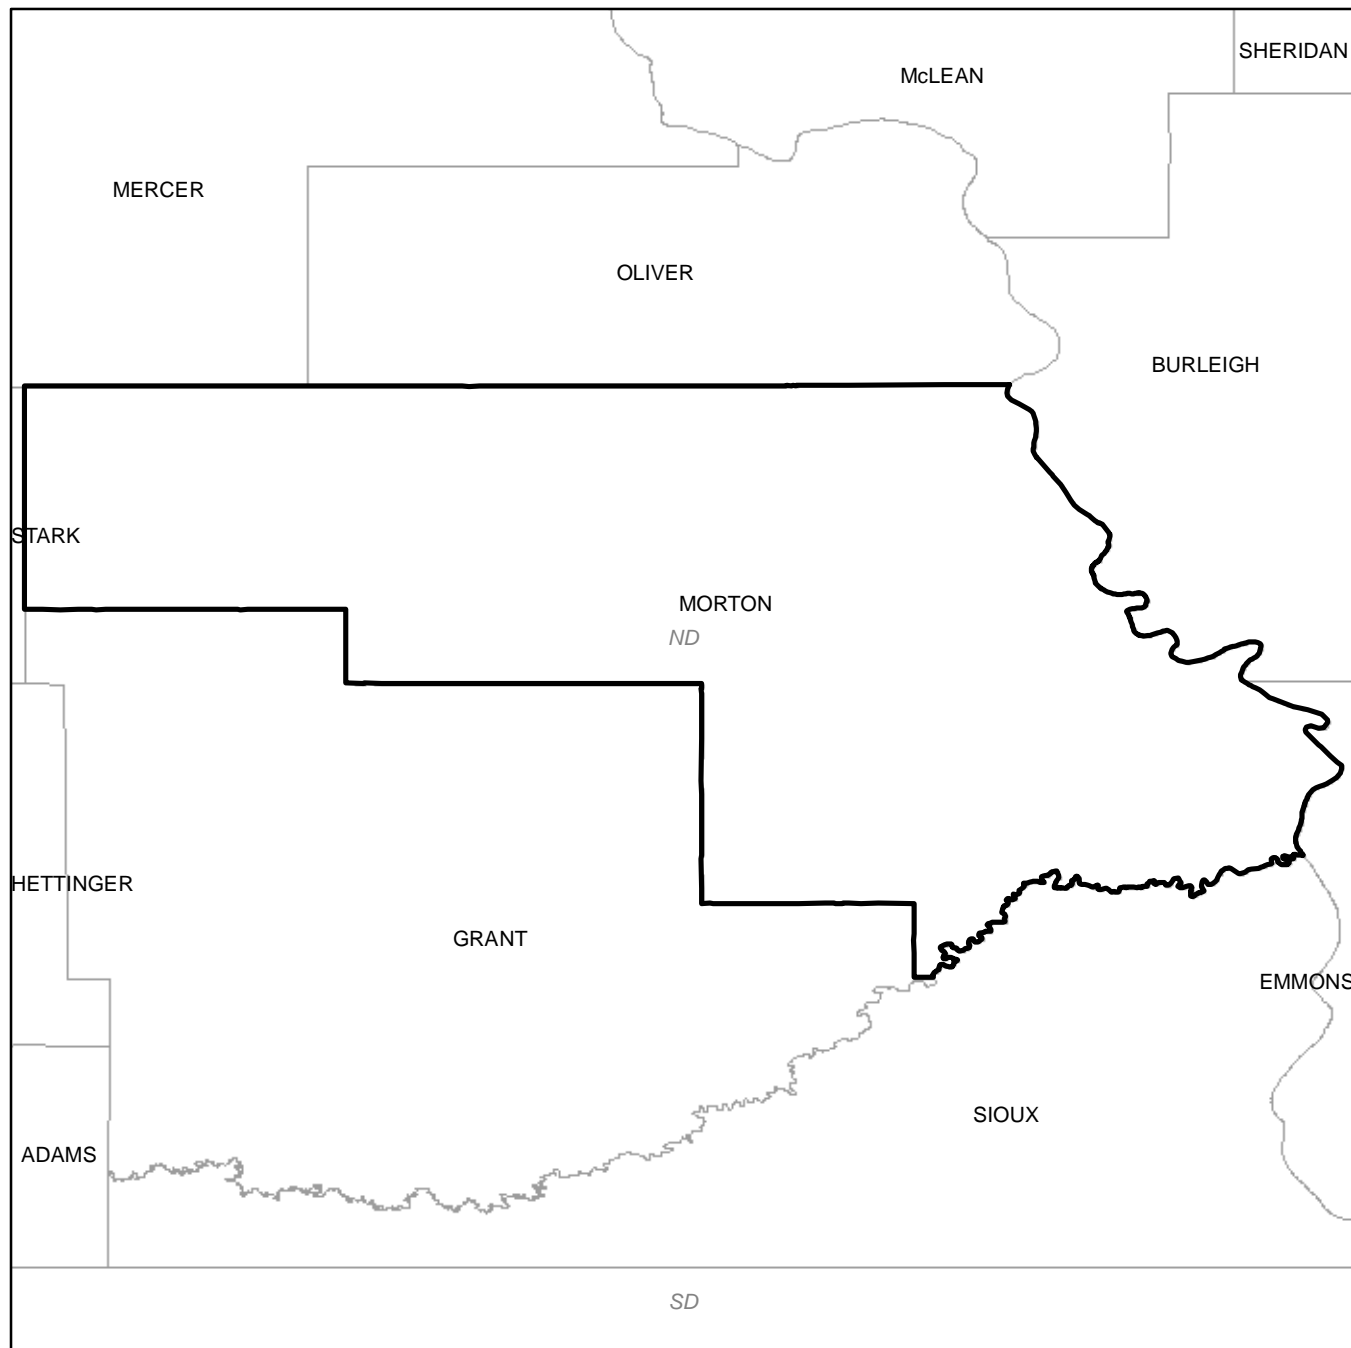 SHERIDAN
McLEAN
MERCER
OLIVER
BURLEIGH
STARK
MORTON
ND
HETTINGER
GRANT
EMMONS
SIOUX
ADAMS
SD